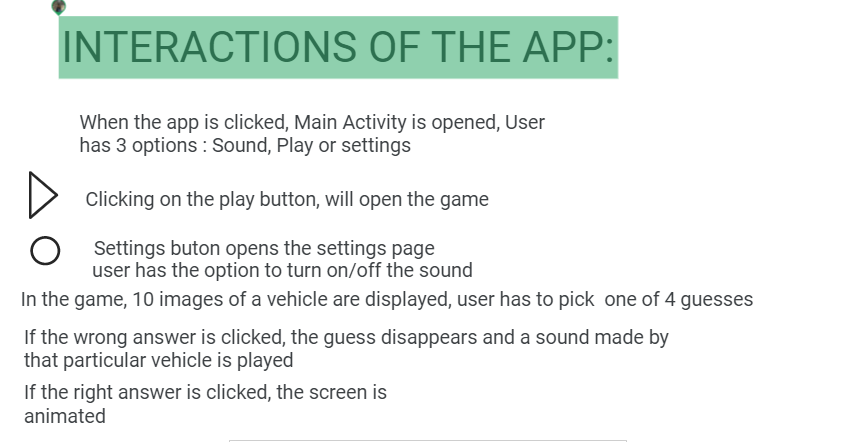 INTERACTIONS OF THE APP:
When the app is clicked, Main Activity is opened, User
has 3 options : Sound, Play or settings
Clicking on the play button, will open the game
Settings buton opens the settings page
user has the option to turn on/off the sound
In the game, 10 images of a vehicle are displayed, user has to pick one of 4 guesses
If the wrong answer is clicked, the guess disappears and a sound made by
that particular vehicle is played
If the right answer is clicked, the screen is
animated